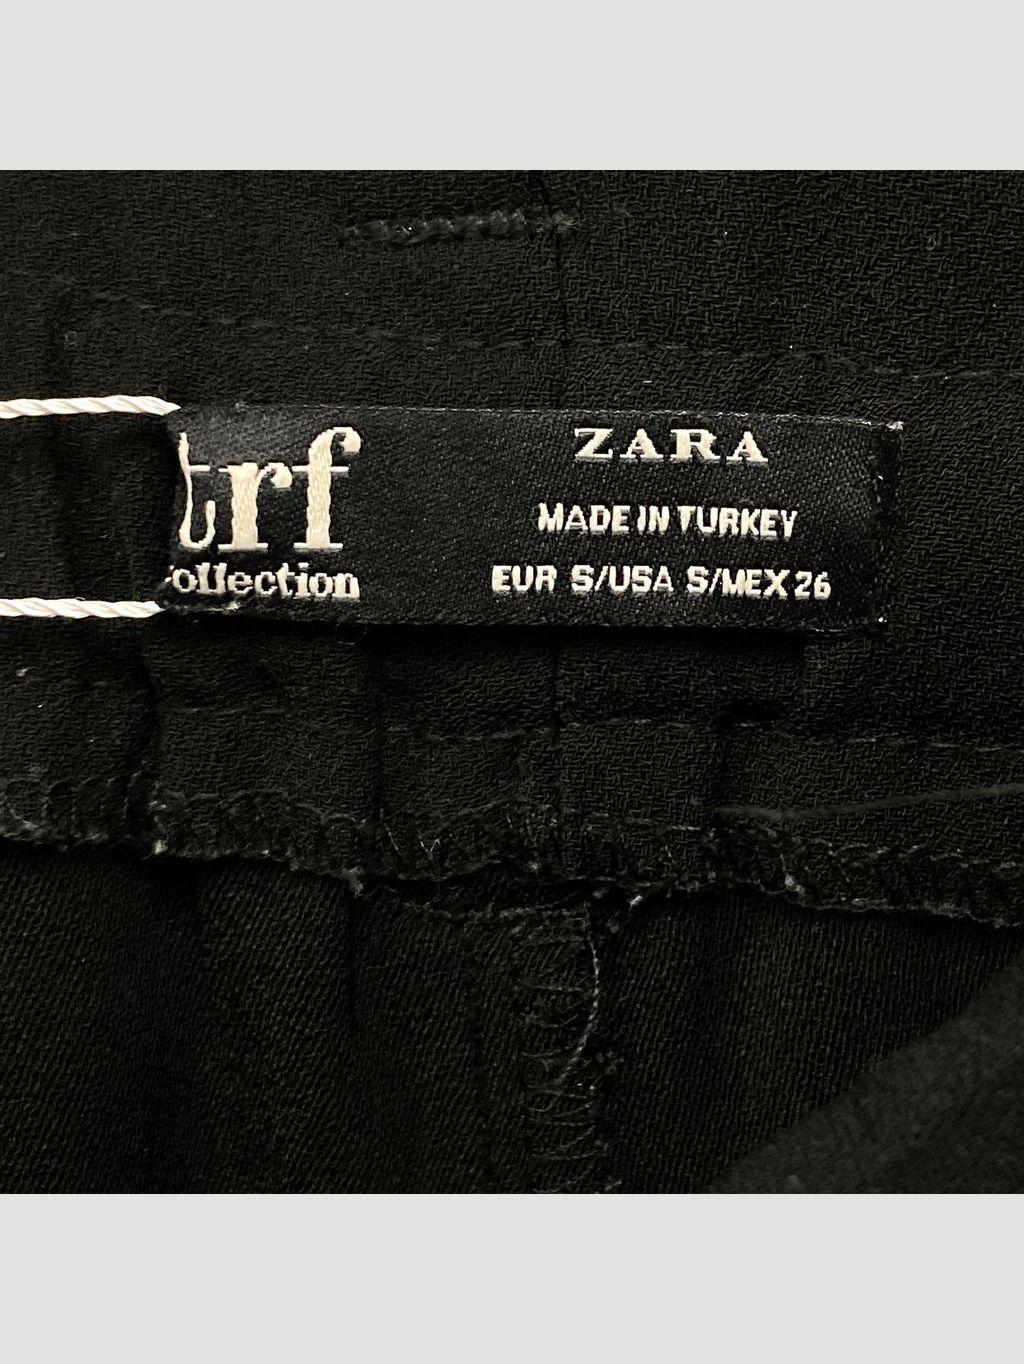 trf
collection
ZARA
MADE IN TURKEY
EUR S/USA S/MEX 26